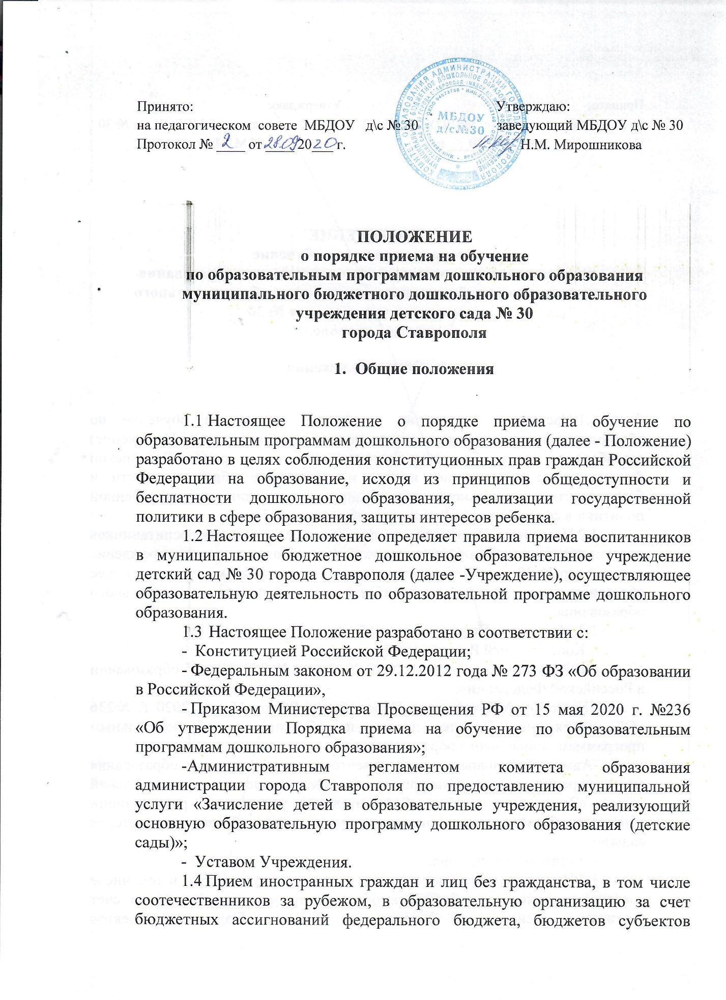 Принято: Утверждаю:
на педагогическом совете МБДОУ д\с № 30 заведующий МБДОУ д\с № 30
Протокол № 2 от 28.09 2020 г. Н.М. Мирошникова
МБДОУ
д/с№30
ПОЛОЖЕНИЕ
о порядке приема на обучение
по образовательным программам дошкольного образования
муниципального бюджетного дошкольного образовательного
учреждения детского сада № 30
города Ставрополя
1. Общие положения
1.1 Настоящее Положение о порядке приема на обучение по
образовательным программам дошкольного образования (далее - Положение)
разработано в целях соблюдения конституционных прав граждан Российской
Федерации на образование, исходя из принципов общедоступности и
бесплатности дошкольного образования, реализации государственной
политики в сфере образования, защиты интересов ребенка.
1.2 Настоящее Положение определяет правила приема воспитанников
в муниципальное бюджетное дошкольное образовательное учреждение
детский сад № 30 города Ставрополя (далее -Учреждение), осуществляющее
образовательную деятельность по образовательной программе дошкольного
образования.
1.3 Настоящее Положение разработано в соответствии с:
- Конституцией Российской Федерации;
- Федеральным законом от 29.12.2012 года № 273 ФЗ «Об образовании
в Российской Федерации»,
- Приказом Министерства Просвещения РФ от 15 мая 2020 г. №236
«Об утверждении Порядка приема на обучение по образовательным
программам дошкольного образования»;
-Административным регламентом комитета образования
администрации города Ставрополя по предоставлению муниципальной
услуги «Зачисление детей в образовательные учреждения, реализующий
основную образовательную программу дошкольного образования (детские
сады)»;
- Уставом Учреждения.
1.4 Прием иностранных граждан и лиц без гражданства, в том числе
соотечественников за рубежом, в образовательную организацию за счет
бюджетных ассигнований федерального бюджета, бюджетов субъектов